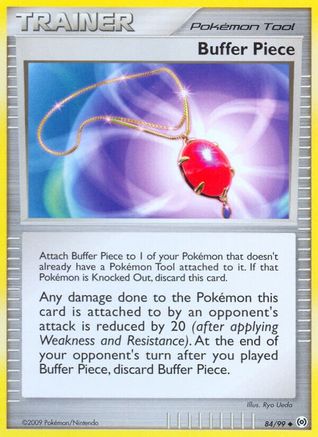 TRAINER
Pokémon Tool
Buffer Piece
Attach Buffer Piece to 1 of your Pokémon that doesn't
already have a Pokémon Tool attached to it. If that
Pokémon is Knocked Out, discard this card.
Any damage done to the Pokémon this
card is attached to by an opponent's
attack is reduced by 20 (after applying
Weakness and Resistance). At the end
of your opponent's turn after you played
Buffer Piece, discard Buffer Piece.
Illus. Ryo Ueda
©2009 Pokémon/Nintendo
84/99